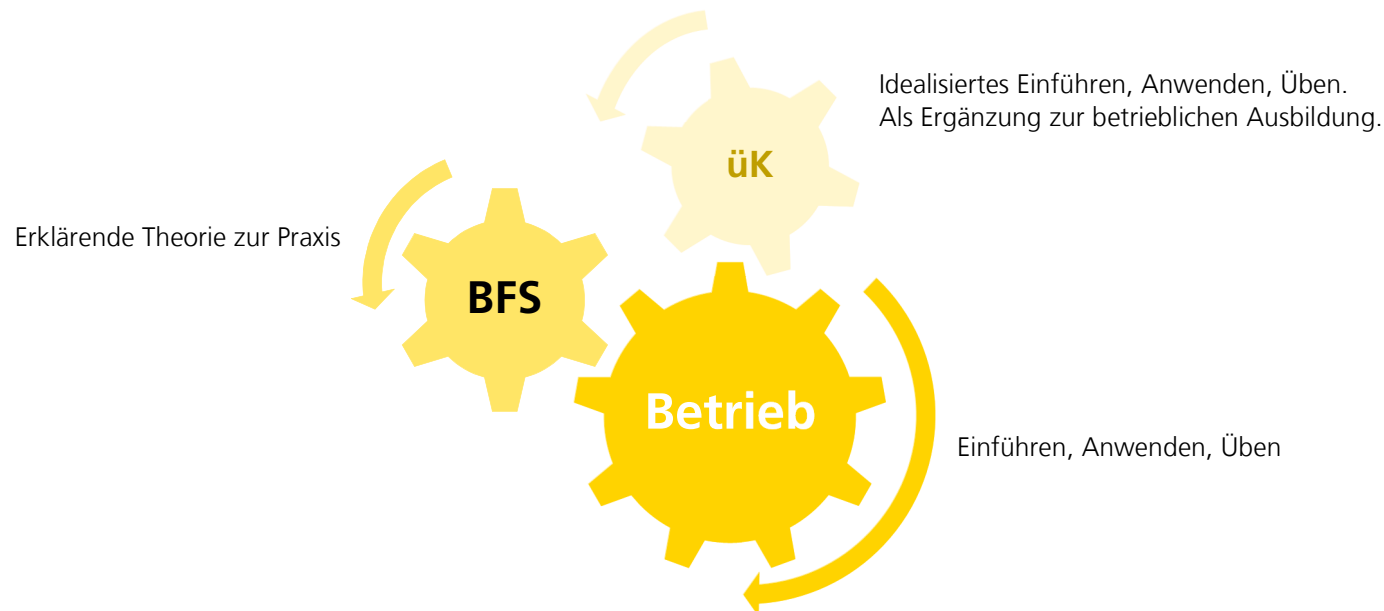 Idealisiertes Einführen, Anwenden, Üben.
Als Ergänzung zur betrieblichen Ausbildung.
üK
Erklärende Theorie zur Praxis
BFS
Betrieb
Einführen, Anwenden, Üben